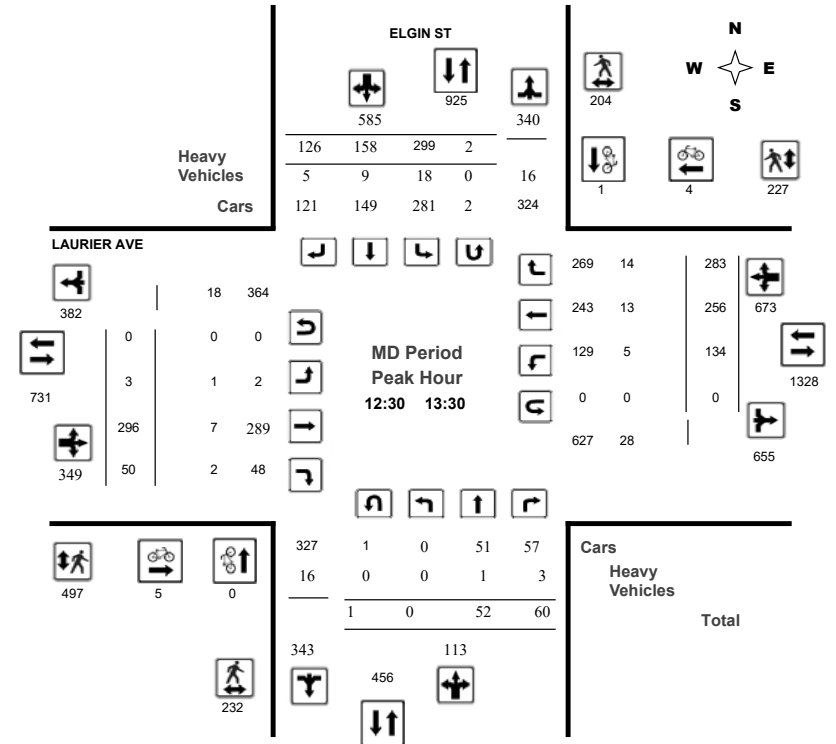 ELGIN ST
N
W E
S
925
204
585
340
126 158 299 2
Heavy
Vehicles
5 9 18 0 16
Cars
121 149 281 2 324
1 4 227
LAURIER AVE
382
18 364
269 14 283
243 13 256 673
0 0 0
731
3 1 2
MD Period
Peak Hour
12:30 13:30
129 5 134
1328
0 0 0
296 7 289
349
50 2 48
627 28
655
327 1 0 51 57
Cars
16 0 0 1 3
Heavy
Vehicles
1 0 52 60
Total
497 5 0
343 113
456
232